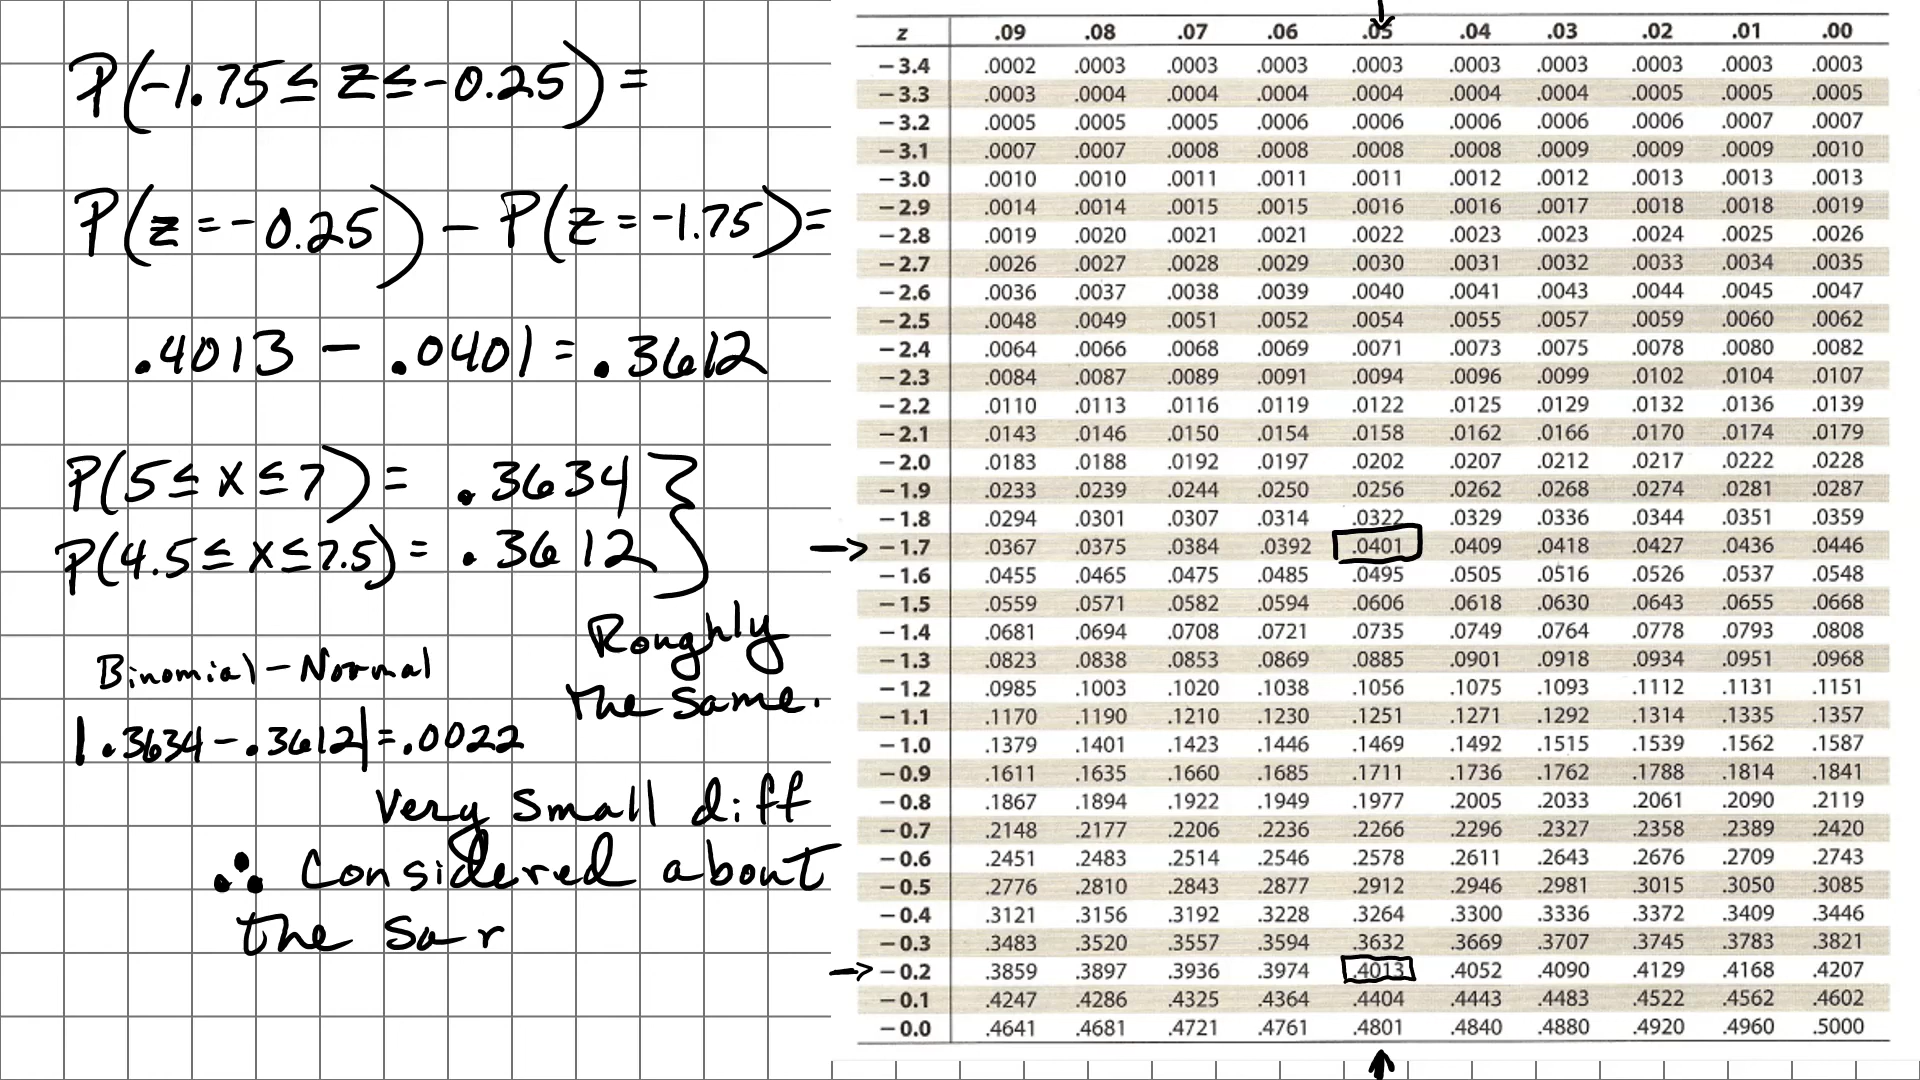 P(-1.75 ≤ z ≤ -0.25) =
P(z = -0.25) - P(z = -1.75) =
.4013 - .0401 = .3612
P(5 ≤ x ≤ 7) = .3634
P(4.5 ≤ x ≤ 7.5) = .3612
Roughly
the same.
Binomial - Normal
|.3634 - .3612| = .0022
Very small diff
∴ Considered about
the sar
z .09 .08 .07 .06 .05 .04 .03 .02 .01 .00
−3.4 .0002 .0003 .0003 .0003 .0003 .0003 .0003 .0003 .0003 .0003
−3.3 .0003 .0004 .0004 .0004 .0004 .0004 .0004 .0005 .0005 .0005
−3.2 .0005 .0005 .0005 .0006 .0006 .0006 .0006 .0006 .0007 .0007
−3.1 .0007 .0007 .0008 .0008 .0008 .0008 .0009 .0009 .0009 .0010
−3.0 .0010 .0010 .0011 .0011 .0011 .0012 .0012 .0013 .0013 .0013
−2.9 .0014 .0014 .0015 .0015 .0016 .0016 .0017 .0018 .0018 .0019
−2.8 .0019 .0020 .0021 .0021 .0022 .0023 .0023 .0024 .0025 .0026
−2.7 .0026 .0027 .0028 .0029 .0030 .0031 .0032 .0033 .0034 .0035
−2.6 .0036 .0037 .0038 .0039 .0040 .0041 .0043 .0044 .0045 .0047
−2.5 .0048 .0049 .0051 .0052 .0054 .0055 .0057 .0059 .0060 .0062
−2.4 .0064 .0066 .0068 .0069 .0071 .0073 .0075 .0078 .0080 .0082
−2.3 .0084 .0087 .0089 .0091 .0094 .0096 .0099 .0102 .0104 .0107
−2.2 .0110 .0113 .0116 .0119 .0122 .0125 .0129 .0132 .0136 .0139
−2.1 .0143 .0146 .0150 .0154 .0158 .0162 .0166 .0170 .0174 .0179
−2.0 .0183 .0188 .0192 .0197 .0202 .0207 .0212 .0217 .0222 .0228
−1.9 .0233 .0239 .0244 .0250 .0256 .0262 .0268 .0274 .0281 .0287
−1.8 .0294 .0301 .0307 .0314 .0322 .0329 .0336 .0344 .0351 .0359
−1.7 .0367 .0375 .0384 .0392 .0401 .0409 .0418 .0427 .0436 .0446
−1.6 .0455 .0465 .0475 .0485 .0495 .0505 .0516 .0526 .0537 .0548
−1.5 .0559 .0571 .0582 .0594 .0606 .0618 .0630 .0643 .0655 .0668
−1.4 .0681 .0694 .0708 .0721 .0735 .0749 .0764 .0778 .0793 .0808
−1.3 .0823 .0838 .0853 .0869 .0885 .0901 .0918 .0934 .0951 .0968
−1.2 .0985 .1003 .1020 .1038 .1056 .1075 .1093 .1112 .1131 .1151
−1.1 .1170 .1190 .1210 .1230 .1251 .1271 .1292 .1314 .1335 .1357
−1.0 .1379 .1401 .1423 .1446 .1469 .1492 .1515 .1539 .1562 .1587
−0.9 .1611 .1635 .1660 .1685 .1711 .1736 .1762 .1788 .1814 .1841
−0.8 .1867 .1894 .1922 .1949 .1977 .2005 .2033 .2061 .2090 .2119
−0.7 .2148 .2177 .2206 .2236 .2266 .2296 .2327 .2358 .2389 .2420
−0.6 .2451 .2483 .2514 .2546 .2578 .2611 .2643 .2676 .2709 .2743
−0.5 .2776 .2810 .2843 .2877 .2912 .2946 .2981 .3015 .3050 .3085
−0.4 .3121 .3156 .3192 .3228 .3264 .3300 .3336 .3372 .3409 .3446
−0.3 .3483 .3520 .3557 .3594 .3632 .3669 .3707 .3745 .3783 .3821
−0.2 .3859 .3897 .3936 .3974 .4013 .4052 .4090 .4129 .4168 .4207
−0.1 .4247 .4286 .4325 .4364 .4404 .4443 .4483 .4522 .4562 .4602
−0.0 .4641 .4681 .4721 .4761 .4801 .4840 .4880 .4920 .4960 .5000